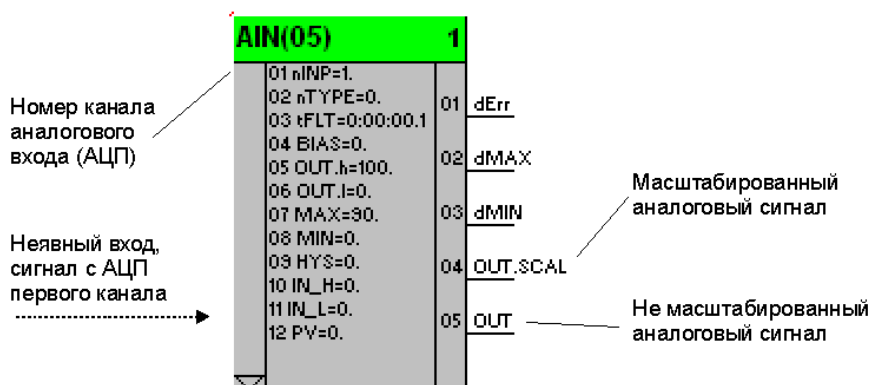 AIN(05) 1
Номер канала
аналогового
входа (АЦП)
Неявный вход,
сигнал с АЦП
первого канала
01 nINP=1.
02 nTYPE=0.
03 tFLT=0:00:00.1
04 BIAS=0.
05 OUT.h=100.
06 OUT.l=0.
07 MAX=90.
08 MIN=0.
09 HYS=0.
10 IN_H=0.
11 IN_L=0.
12 PV=0.
01 dErr
02 dMAX
03 dMIN
04 OUT.SCAL
05 OUT
Масштабированный
аналоговый сигнал
Не масштабированный
аналоговый сигнал